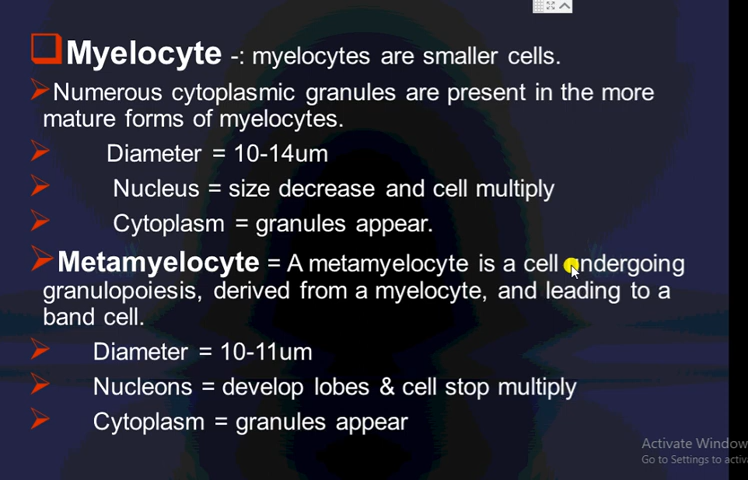 Myelocyte -: myelocytes are smaller cells.
Numerous cytoplasmic granules are present in the more
mature forms of myelocytes.
Diameter = 10-14um
Nucleus = size decrease and cell multiply
Cytoplasm = granules appear.
Metamyelocyte = A metamyelocyte is a cell undergoing
granulopoiesis, derived from a myelocyte, and leading to a
band cell.
Diameter = 10-11um
Nucleons = develop lobes & cell stop multiply
Cytoplasm = granules appear
Activate Window
Go to Settings to activa